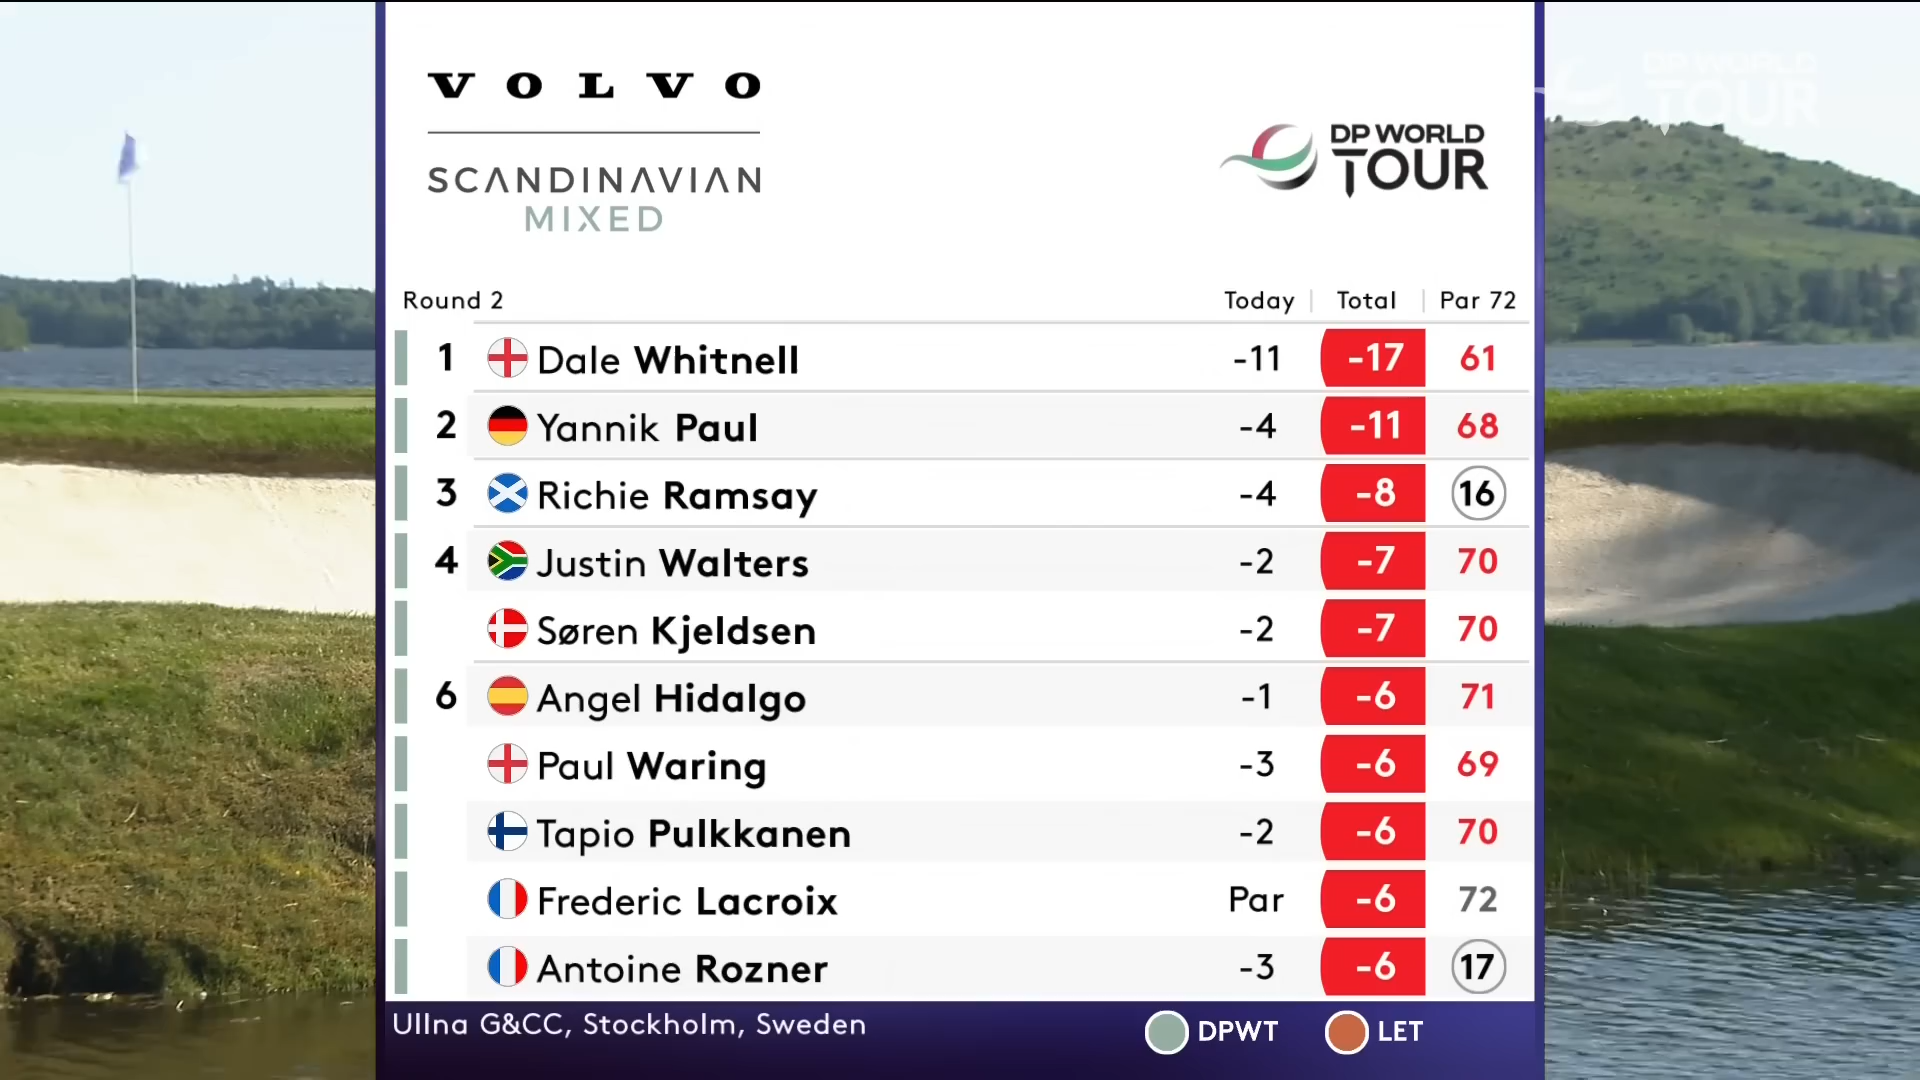 VOLVO
SCANDINAVIAN
MIXED
DP WORLD
TOUR
DP WORLD
TOUR
Round 2 Today Total Par 72
1 Dale Whitnell -11 -17 61
2 Yannik Paul -4 -11 68
3 Richie Ramsay -4 -8 16
4 Justin Walters -2 -7 70
Søren Kjeldsen -2 -7 70
6 Angel Hidalgo -1 -6 71
Paul Waring -3 -6 69
Tapio Pulkkanen -2 -6 70
Frederic Lacroix Par -6 72
Antoine Rozner -3 -6 17
Ullna G&CC, Stockholm, Sweden DPWT LET